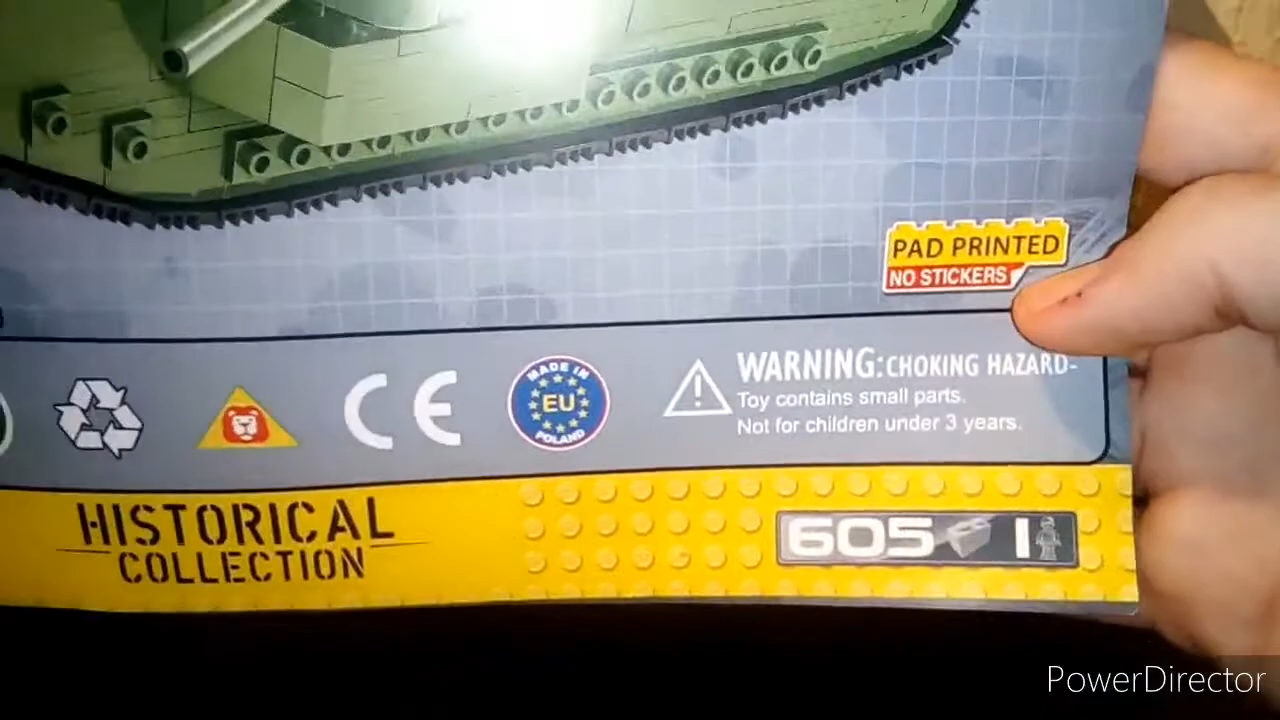 PAD PRINTED
NO STICKERS
CE
MADE IN
EU
POLAND
WARNING: CHOKING HAZARD-
Toy contains small parts.
Not for children under 3 years.
HISTORICAL
COLLECTION
605 1
PowerDirector